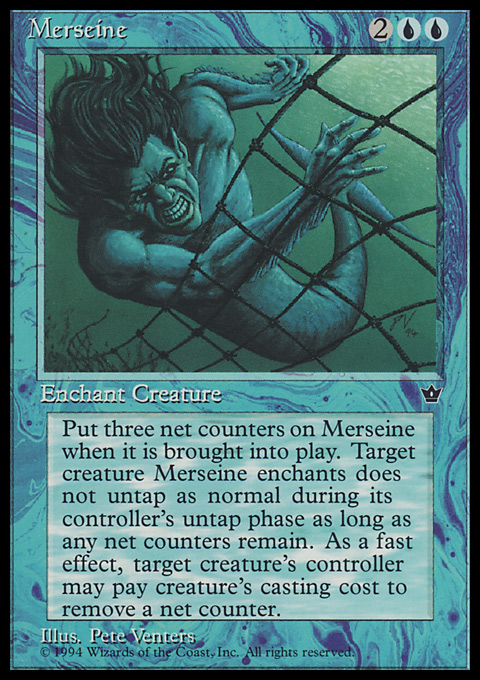 Merseine 2
Enchant Creature
Put three net counters on Merseine
when it is brought into play. Target
creature Merseine enchants does
not untap as normal during its
controller's untap phase as long as
any net counters remain. As a fast
effect, target creature's controller
may pay creature's casting cost to
remove a net counter.
Illus. Pete Venters
© 1994 Wizards of the Coast, Inc. All rights reserved.